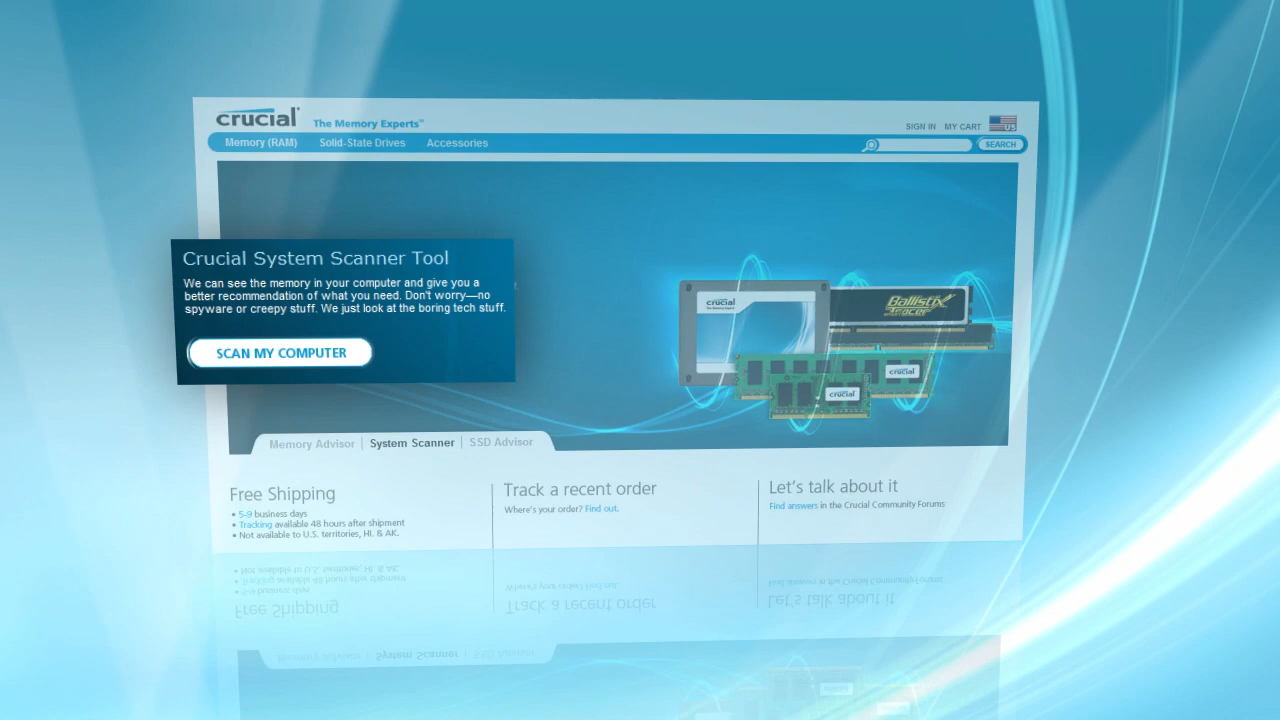 crucial
The Memory Experts™
SIGN IN MY CART
US
Memory (RAM) Solid-State Drives Accessories
SEARCH
Crucial System Scanner Tool
We can see the memory in your computer and give you a
better recommendation of what you need. Don't worry—no
spyware or creepy stuff. We just look at the boring tech stuff.
SCAN MY COMPUTER
crucial
The Memory Experts
Ballistix
Tracer
crucial
crucial
Memory Advisor | System Scanner | SSD Advisor
Free Shipping
• 5-9 business days
• Tracking available 48 hours after shipment
• Not available to U.S. territories, HI. & AK.
Track a recent order
Where's your order? Find out.
Let's talk about it
Find answers in the Crucial Community Forums